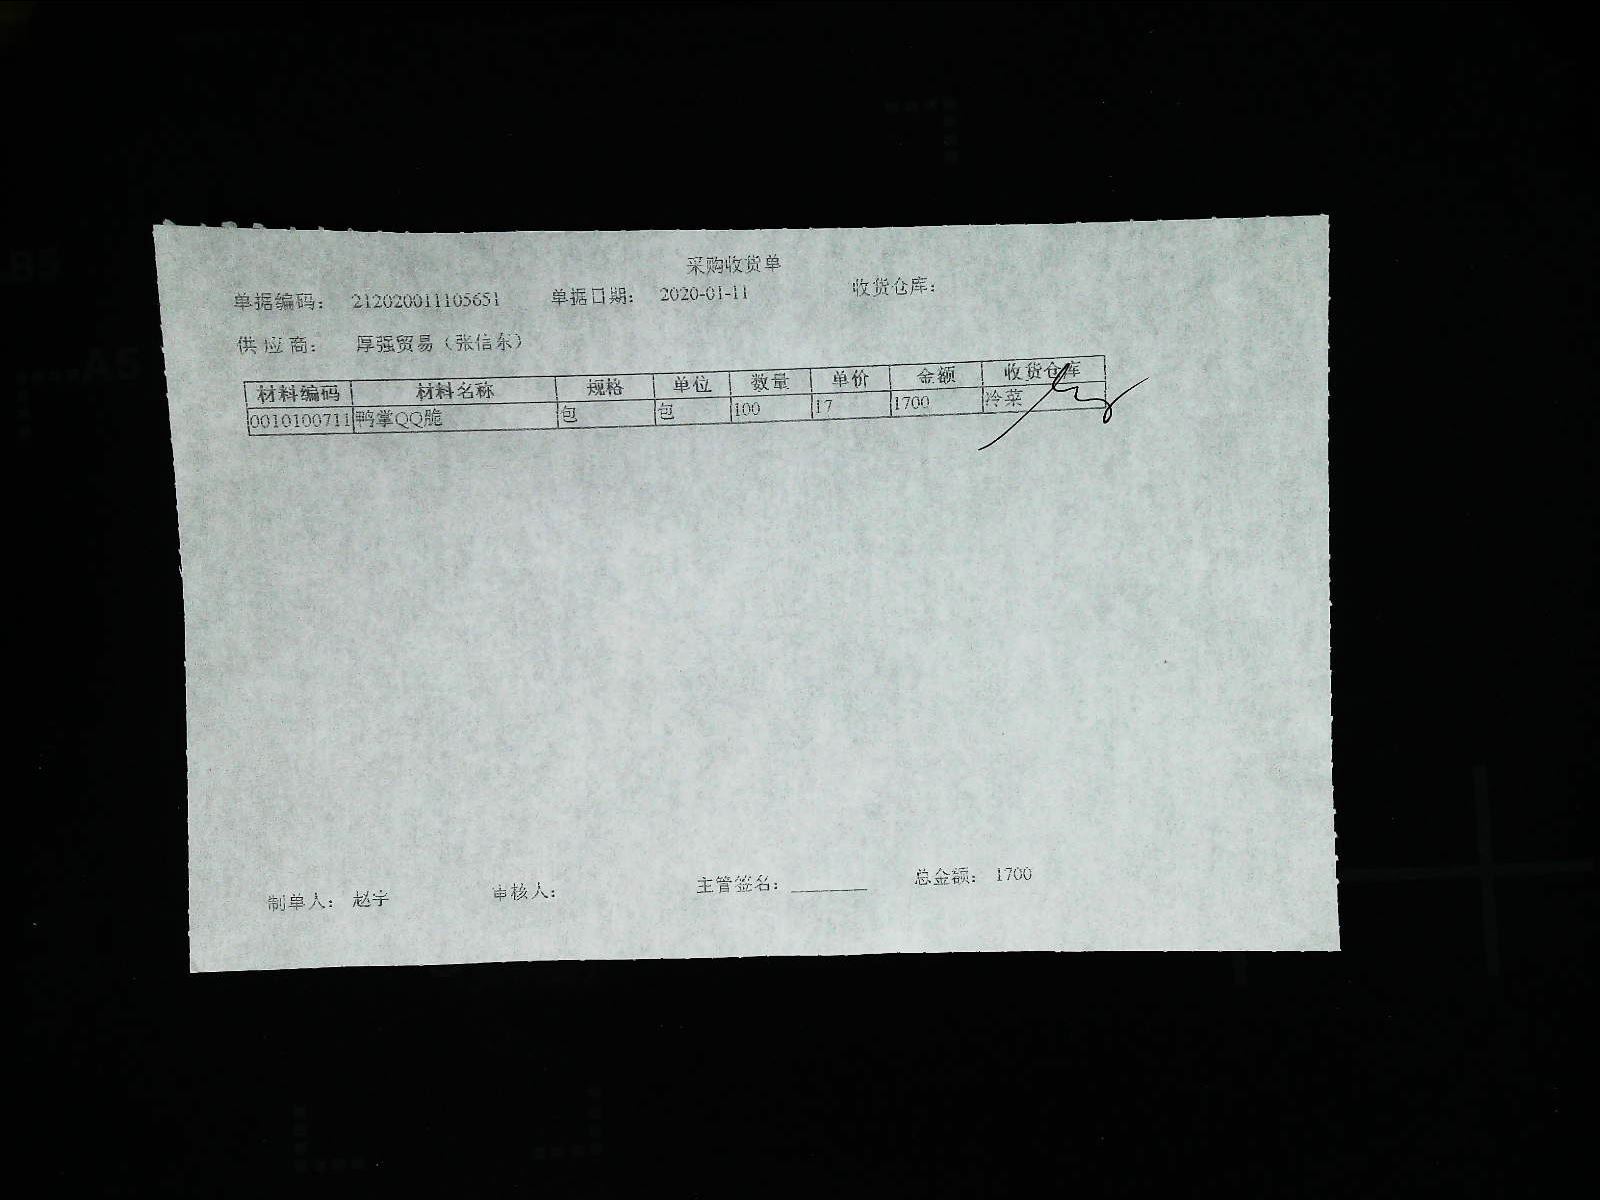 采购收货单
单据编码: 212020011105651 单据日期: 2020-01-11 收货仓库:
供应商: 厚强贸易（张信东）
材料编码 材料名称 规格 单位 数量 单价 金额 收货仓库
0010100711 鸭掌QQ脆 包 包 100 17 1700 冷菜
制单人: 赵宇 审核人: 主管签名: ________ 总金额: 1700